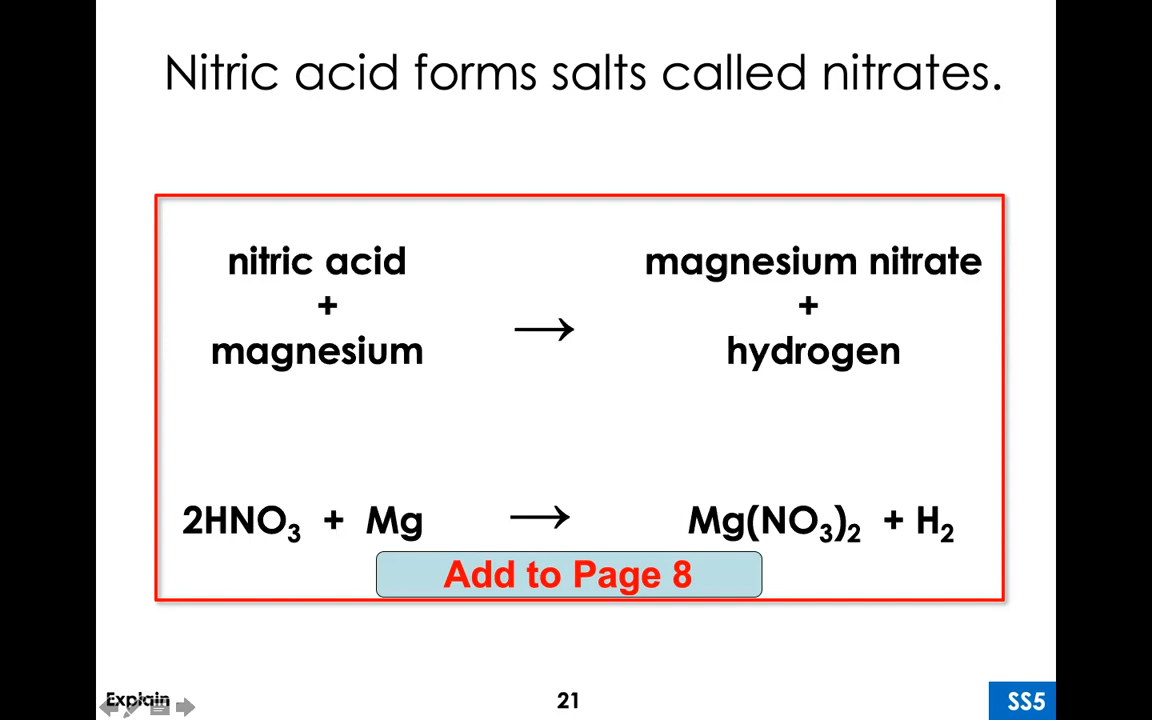 Nitric acid forms salts called nitrates.
nitric acid
+
magnesium
→
magnesium nitrate
+
hydrogen
2HNO₃ + Mg → Mg(NO₃)₂ + H₂
Add to Page 8
Explain
21
SS5